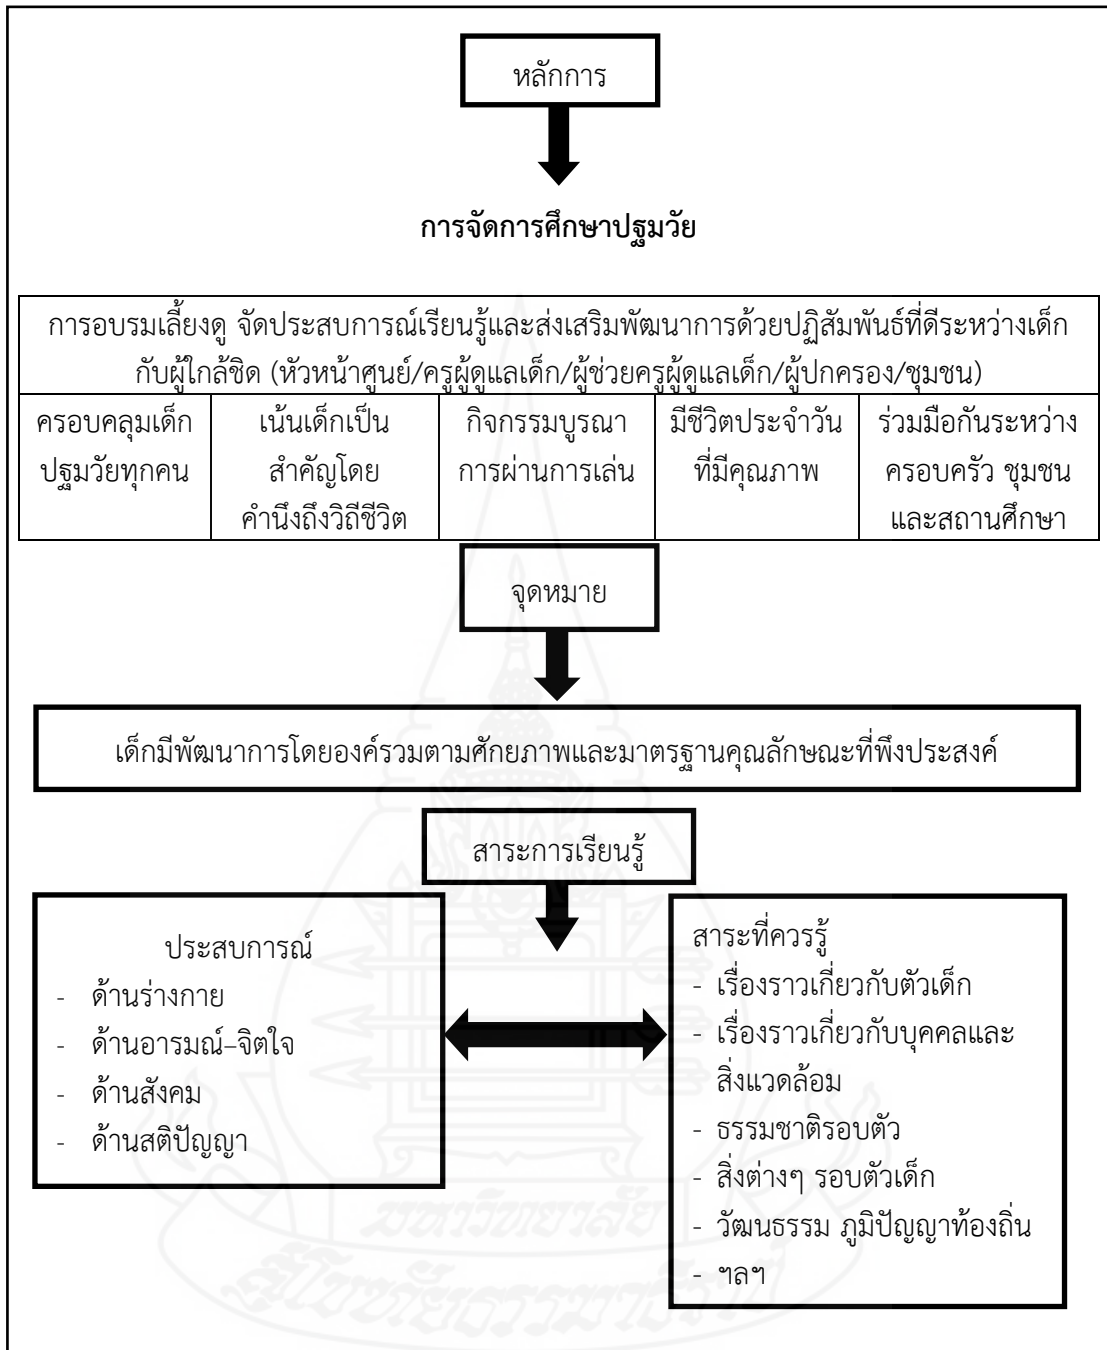 หลักการ
การจัดการศึกษาปฐมวัย
การอบรมเลี้ยงดู จัดประสบการณ์เรียนรู้และส่งเสริมพัฒนาการด้วยปฏิสัมพันธ์ที่ดีระหว่างเด็ก
กับผู้ใกล้ชิด (หัวหน้าศูนย์/ครูผู้ดูแลเด็ก/ผู้ช่วยครูผู้ดูแลเด็ก/ผู้ปกครอง/ชุมชน)
ครอบคลุมเด็ก
ปฐมวัยทุกคน
เน้นเด็กเป็น
สำคัญโดย
คำนึงถึงวิถีชีวิต
กิจกรรมบูรณา
การผ่านการเล่น
มีชีวิตประจำวัน
ที่มีคุณภาพ
ร่วมมือกันระหว่าง
ครอบครัว ชุมชน
และสถานศึกษา
จุดหมาย
เด็กมีพัฒนาการโดยองค์รวมตามศักยภาพและมาตรฐานคุณลักษณะที่พึงประสงค์
สาระการเรียนรู้
ประสบการณ์
- ด้านร่างกาย
- ด้านอารมณ์–จิตใจ
- ด้านสังคม
- ด้านสติปัญญา
สาระที่ควรรู้
- เรื่องราวเกี่ยวกับตัวเด็ก
- เรื่องราวเกี่ยวกับบุคคลและ
สิ่งแวดล้อม
- ธรรมชาติรอบตัว
- สิ่งต่างๆ รอบตัวเด็ก
- วัฒนธรรม ภูมิปัญญาท้องถิ่น
- ฯลฯ
มหาวิทยาลัย
สุโขทัยธรรมาธิราช